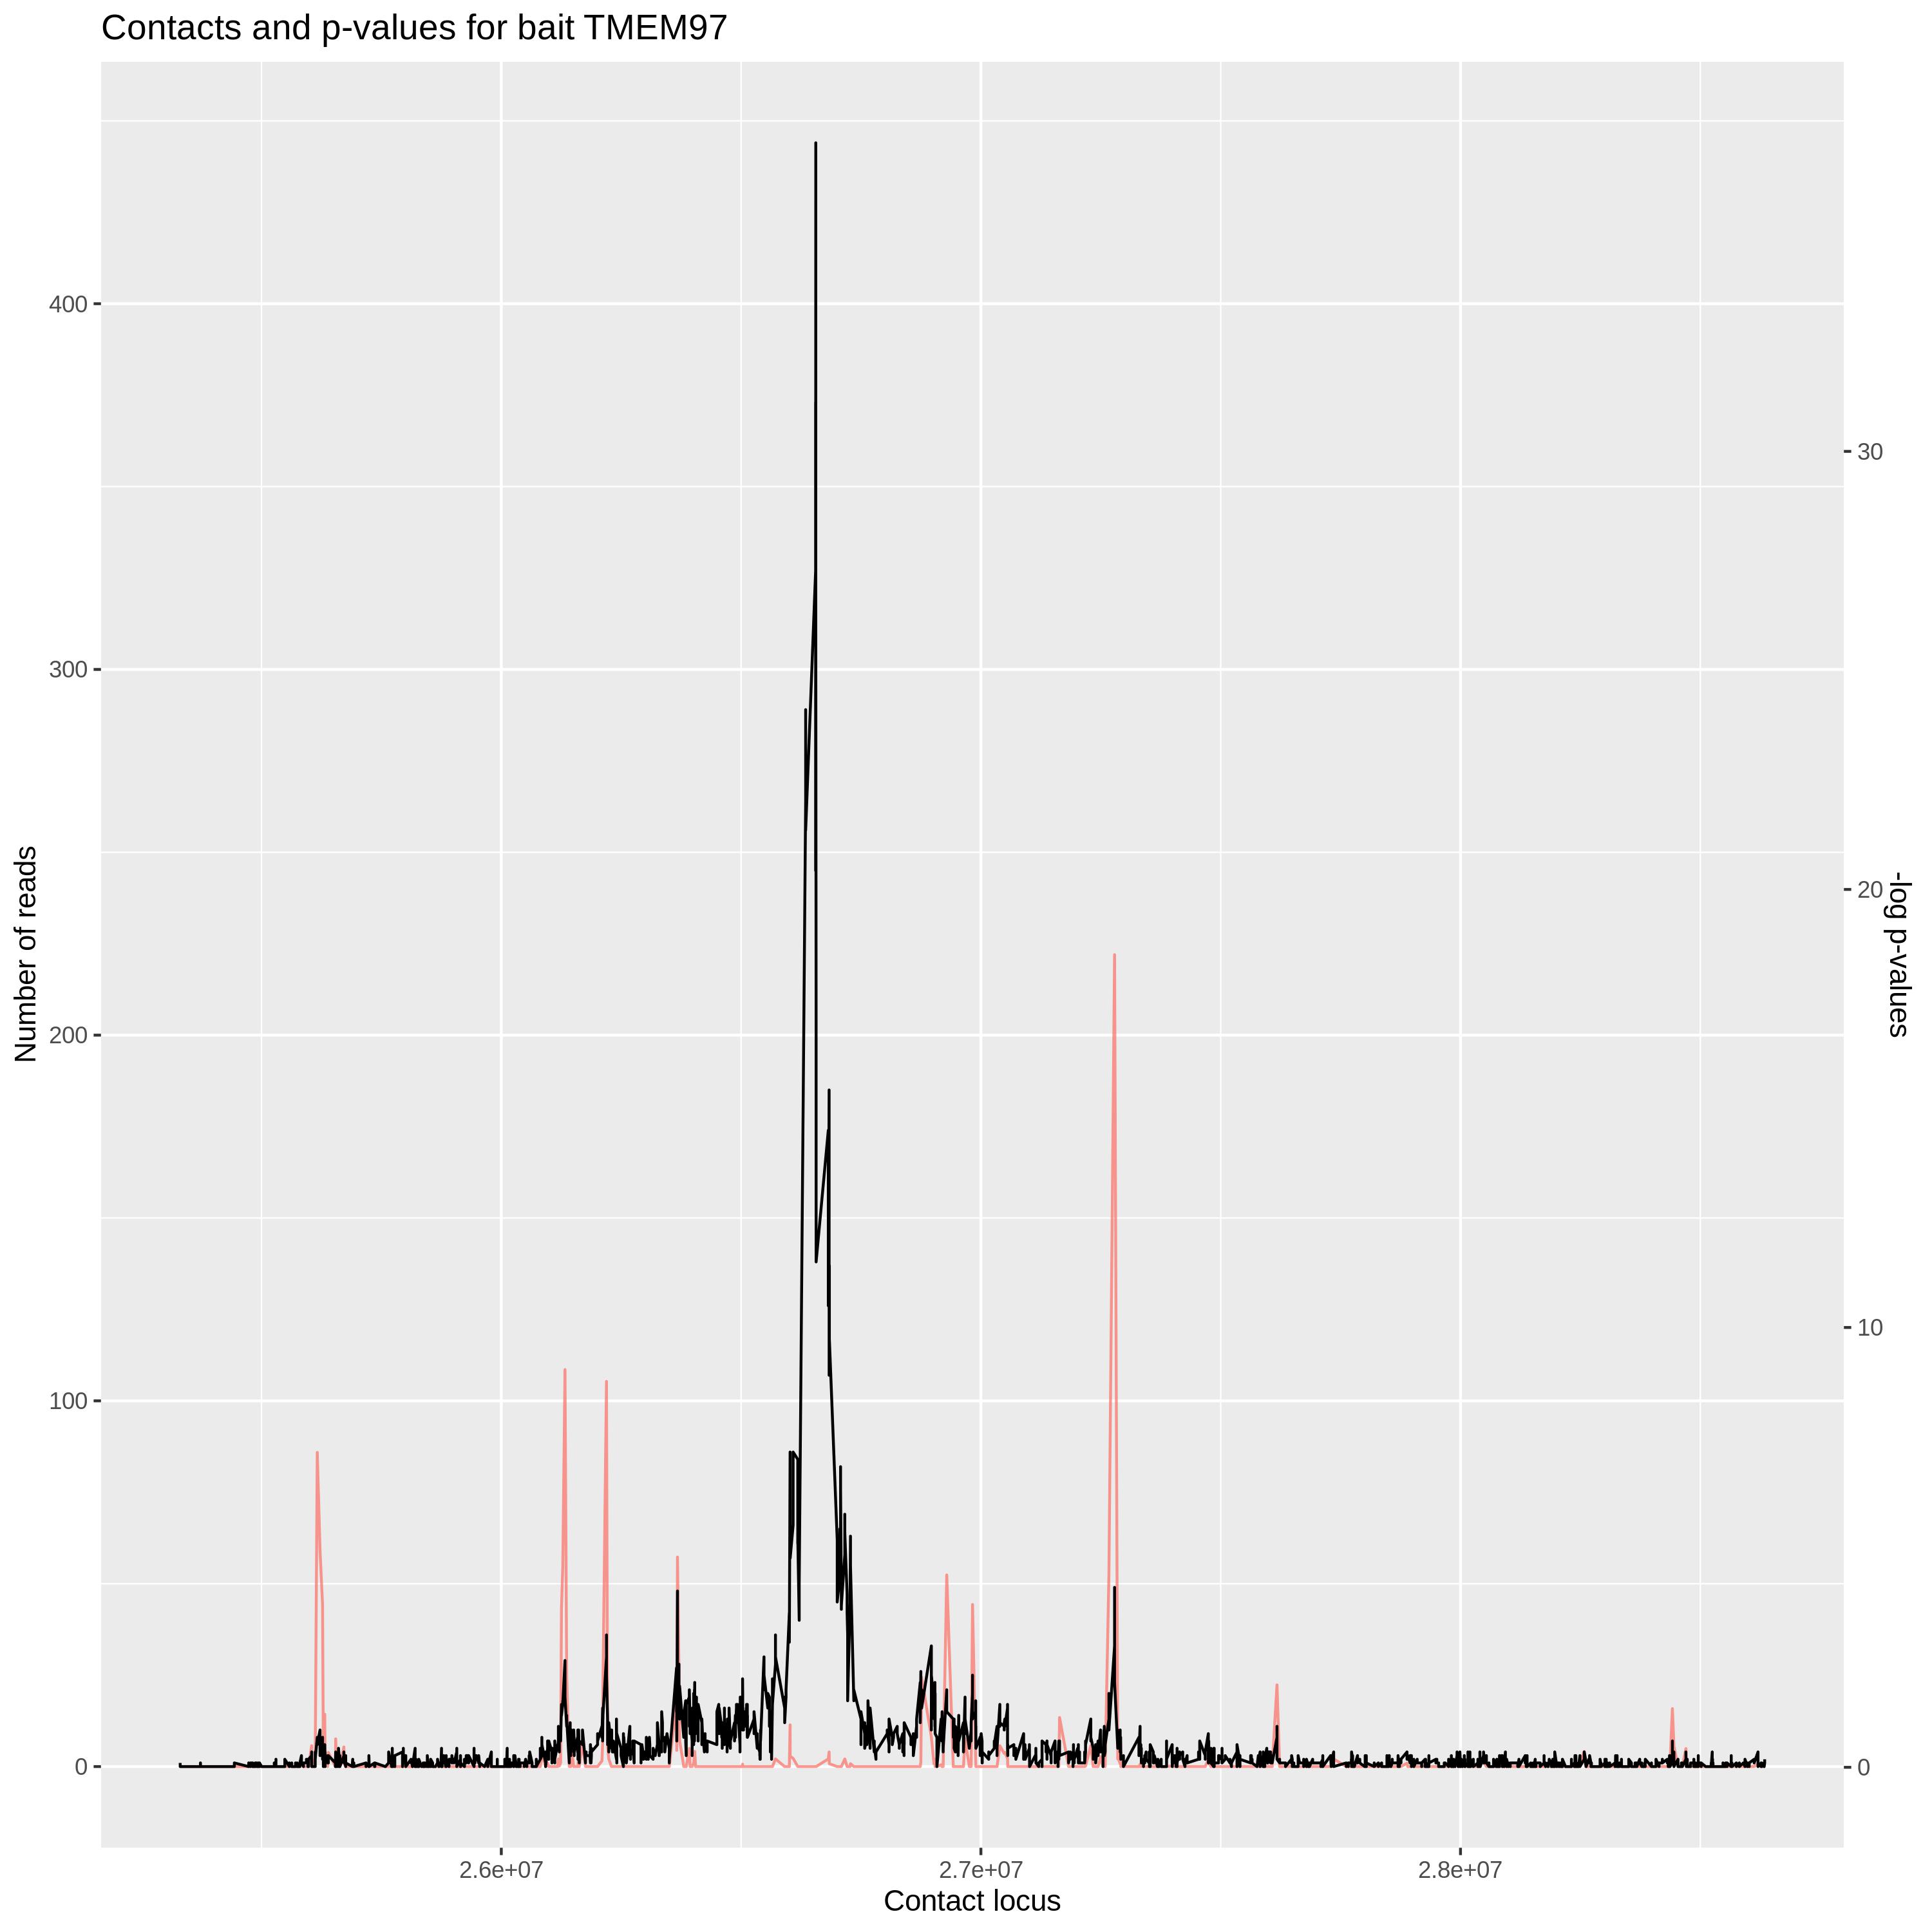 Contacts and p-values for bait TMEM97
400
300
200
100
0
Number of reads
30
20
10
0
-log p-values
2.6e+07
2.7e+07
2.8e+07
Contact locus